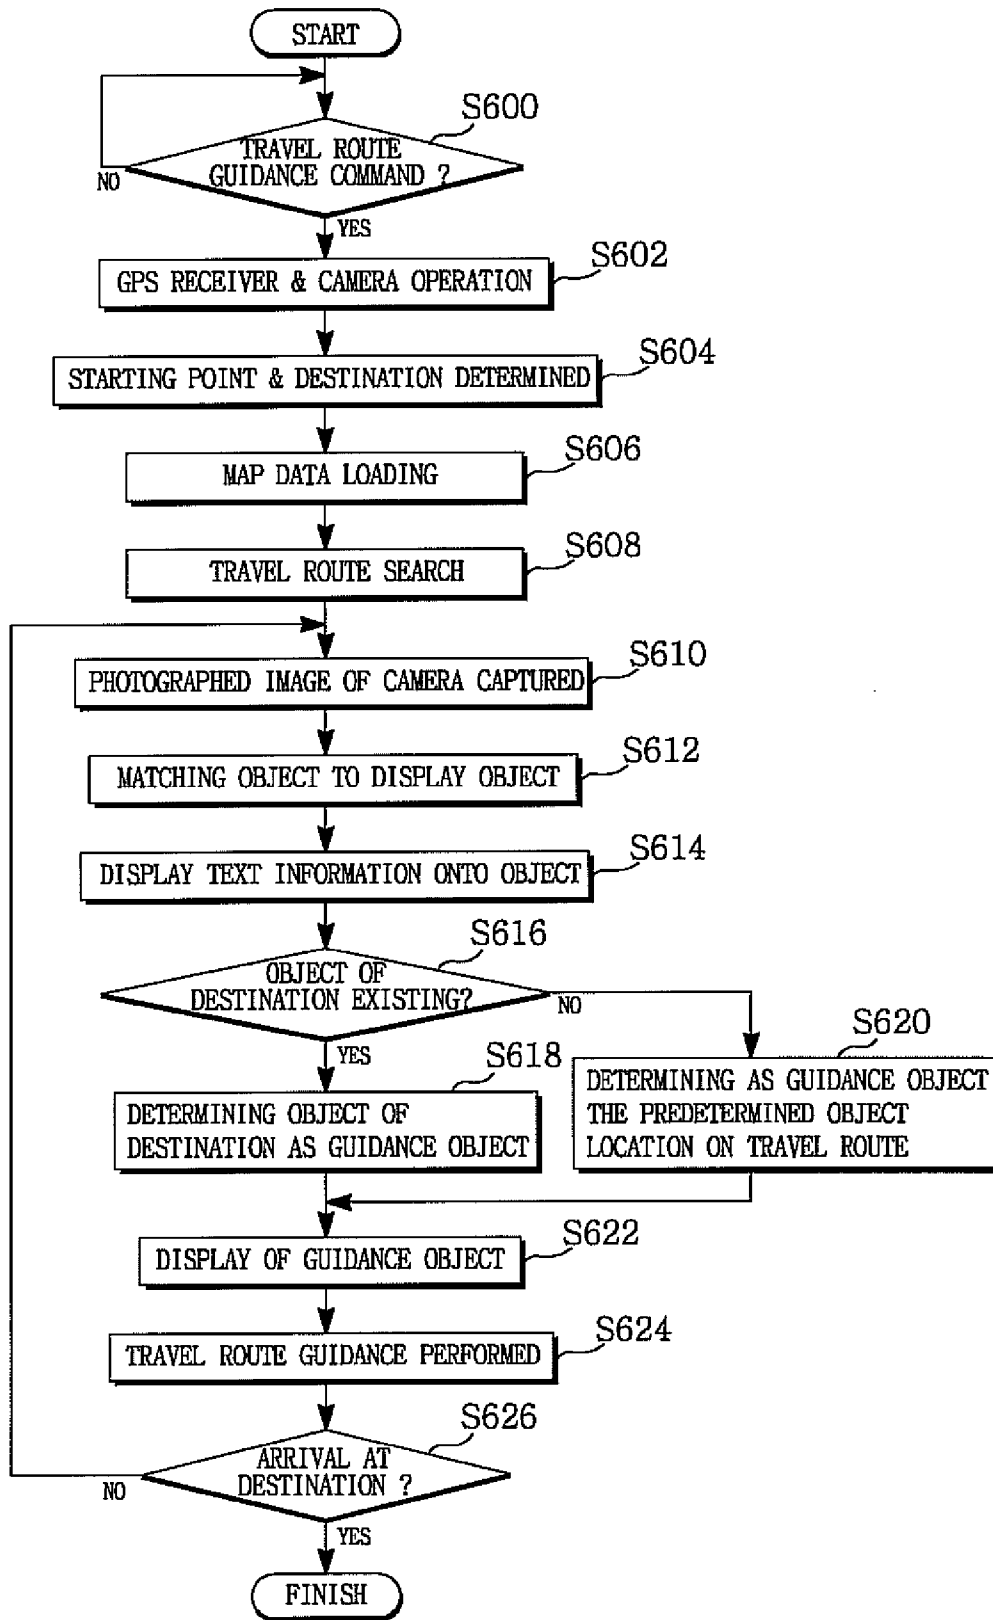 START
S600
TRAVEL ROUTE
GUIDANCE COMMAND ?
NO
YES
S602
GPS RECEIVER & CAMERA OPERATION
S604
STARTING POINT & DESTINATION DETERMINED
S606
MAP DATA LOADING
S608
TRAVEL ROUTE SEARCH
S610
PHOTOGRAPHED IMAGE OF CAMERA CAPTURED
S612
MATCHING OBJECT TO DISPLAY OBJECT
S614
DISPLAY TEXT INFORMATION ONTO OBJECT
S616
OBJECT OF
DESTINATION EXISTING?
NO
YES
S618
DETERMINING OBJECT OF
DESTINATION AS GUIDANCE OBJECT
S620
DETERMINING AS GUIDANCE OBJECT
THE PREDETERMINED OBJECT
LOCATION ON TRAVEL ROUTE
S622
DISPLAY OF GUIDANCE OBJECT
S624
TRAVEL ROUTE GUIDANCE PERFORMED
S626
ARRIVAL AT
DESTINATION ?
NO
YES
FINISH